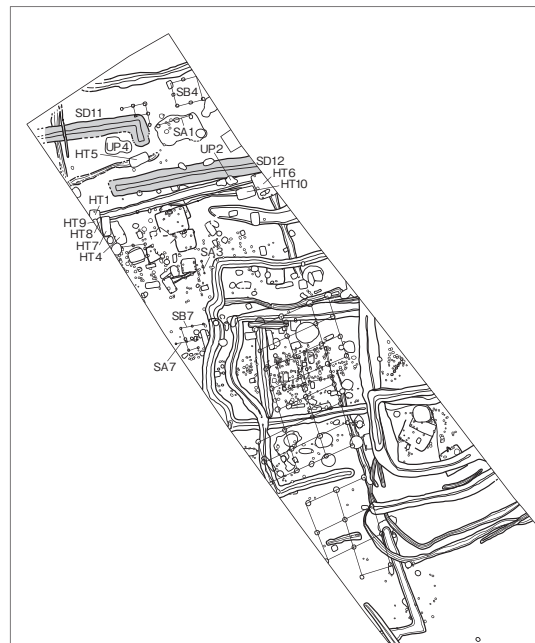 SB4
SD11
SA1
UP4
UP2
HT5
SD12
HT6
HT10
HT1
HT9
HT8
HT7
HT4
SA3
SB7
SA7